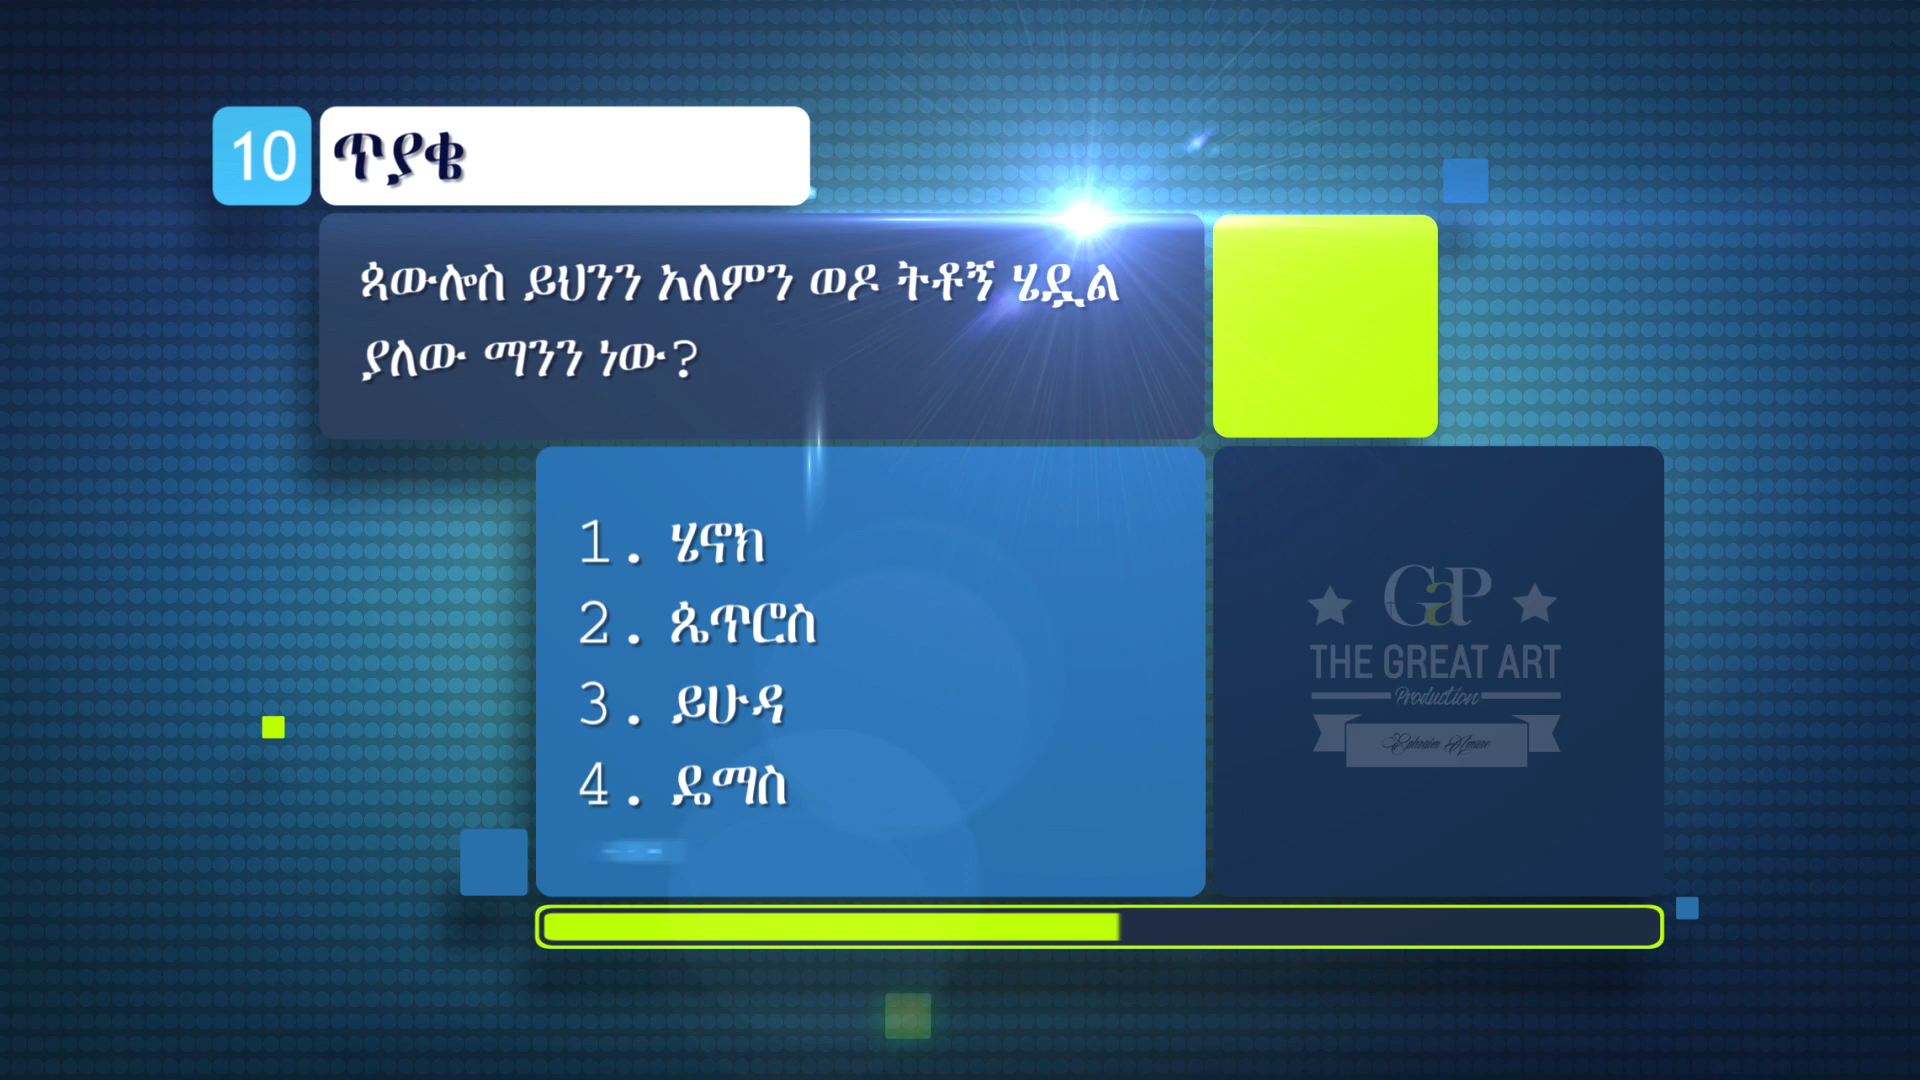 10 ጥያቄ
ጳውሎስ ይህንን አለምን ወዶ ትቶኝ ሄዷል
ያለው ማንን ነው?
1. ሄኖክ
2. ጴጥሮስ
3. ይሁዳ
4. ዴማስ
GaP
THE GREAT ART
Production